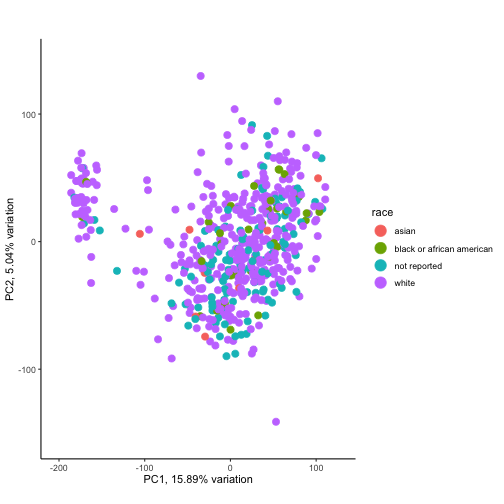 100
0
-100
PC2, 5.04% variation
-200
-100
0
100
PC1, 15.89% variation
race
asian
black or african american
not reported
white